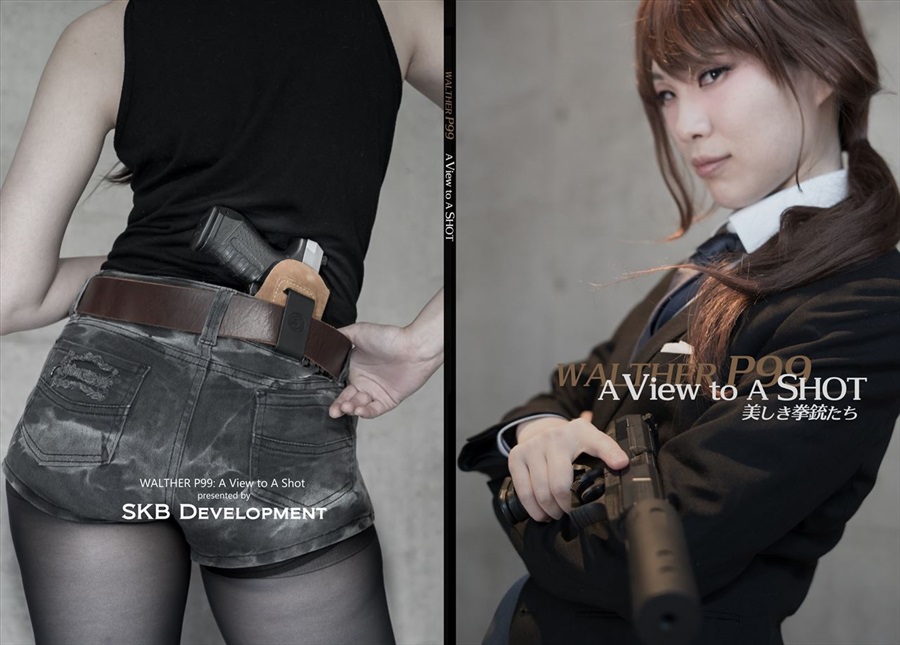 WALTHER P99: A View to A Shot
presented by
SKB DEVELOPMENT
WALTHER P99 A VIEW TO A SHOT
WALTHER P99
A VIEW TO A SHOT
美しき拳銃たち